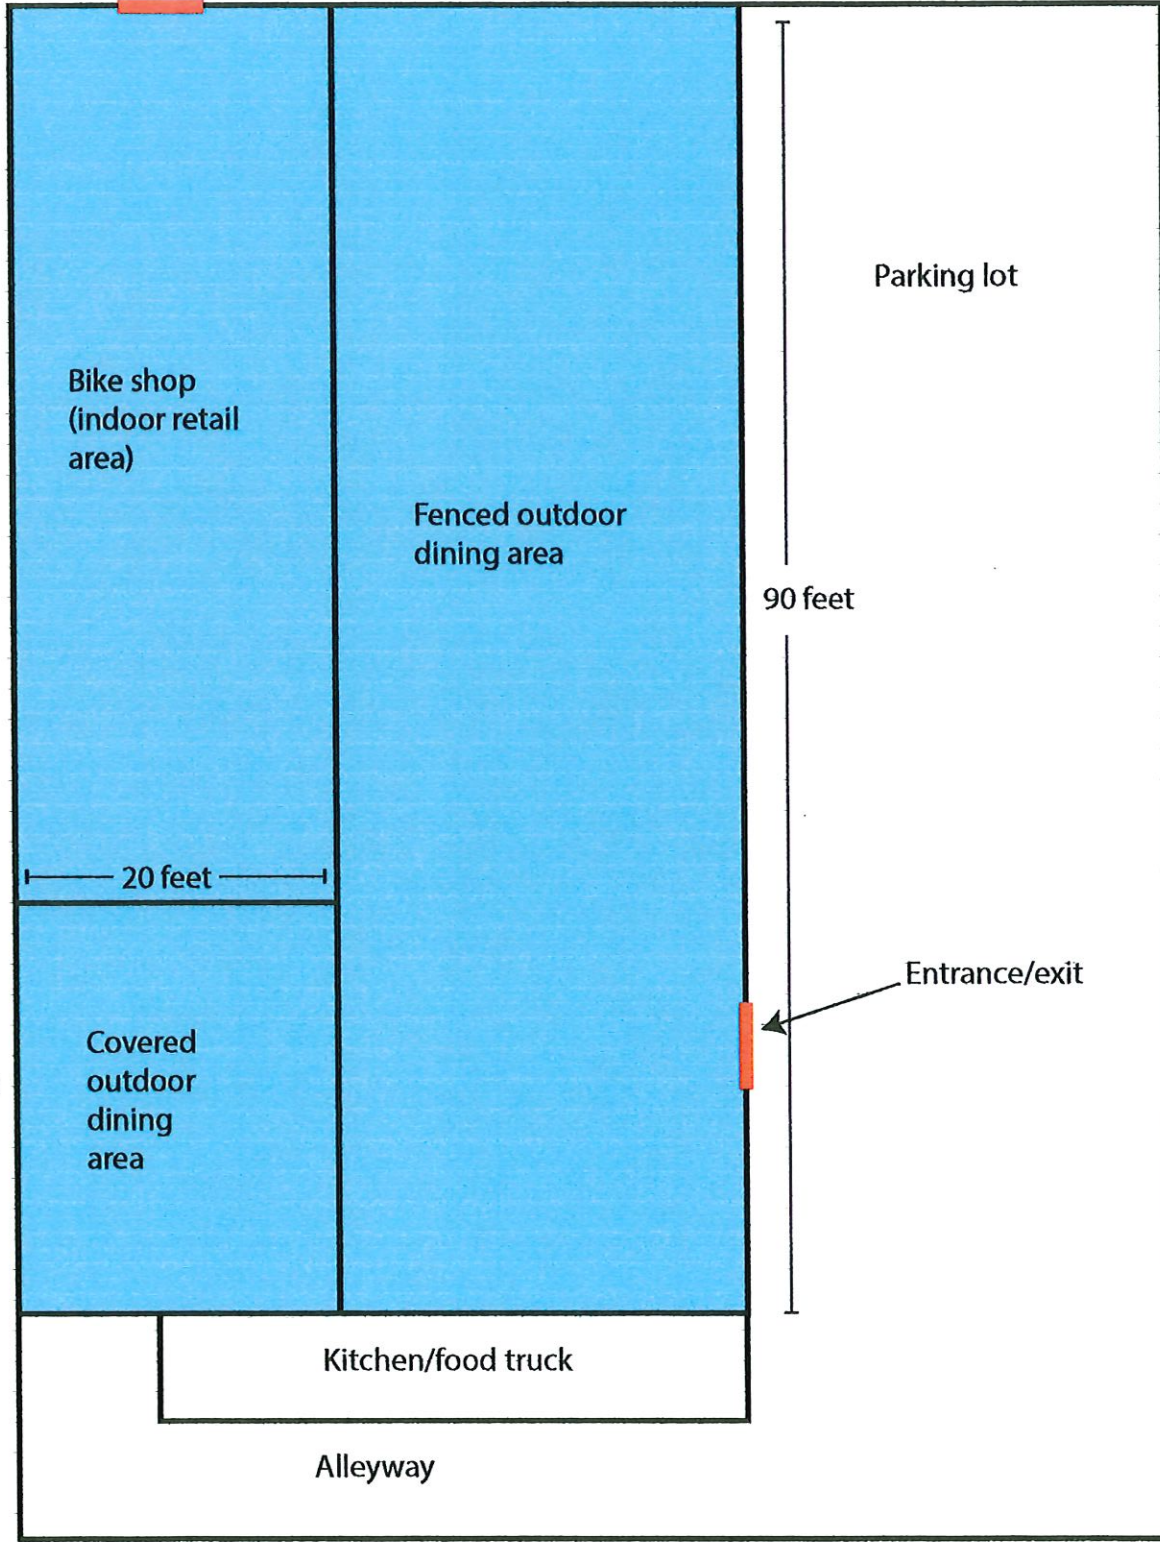 Parking lot
Bike shop
(indoor retail
area)
Fenced outdoor
dining area
90 feet
20 feet
Entrance/exit
Covered
outdoor
dining
area
Kitchen/food truck
Alleyway